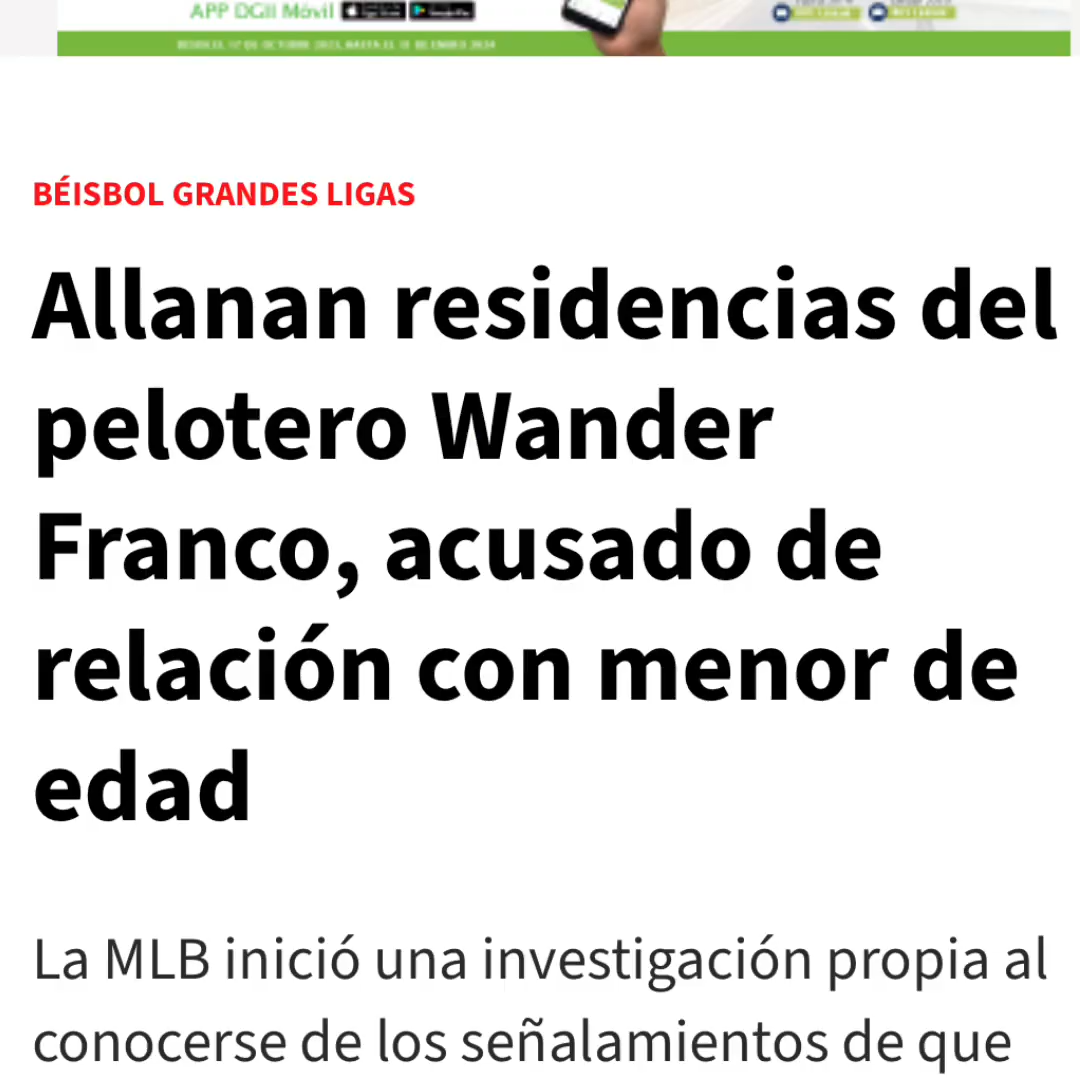 APP DGII Móvil
BÉISBOL GRANDES LIGAS
Allanan residencias del
pelotero Wander
Franco, acusado de
relación con menor de
edad
La MLB inició una investigación propia al
conocerse de los señalamientos de que